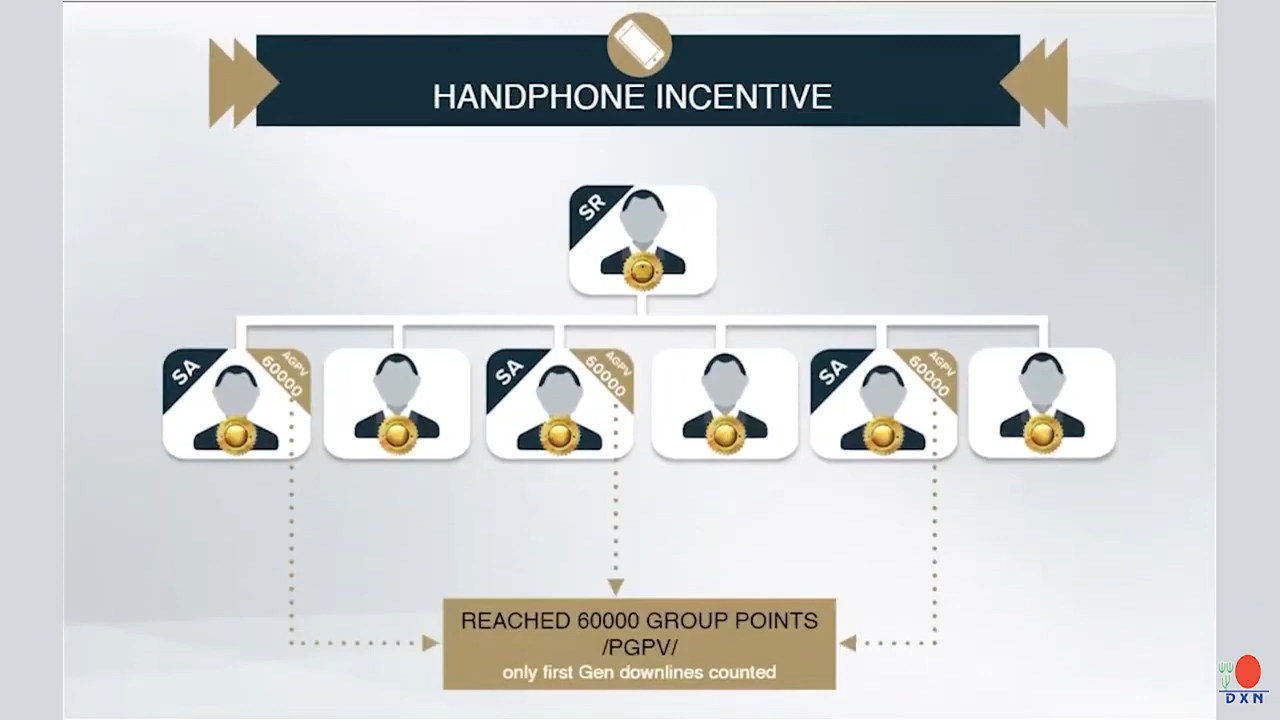 HANDPHONE INCENTIVE
SR
SA
AGPV
60000
SA
AGPV
60000
SA
AGPV
60000
REACHED 60000 GROUP POINTS
/PGPV/
only first Gen downlines counted
DXN